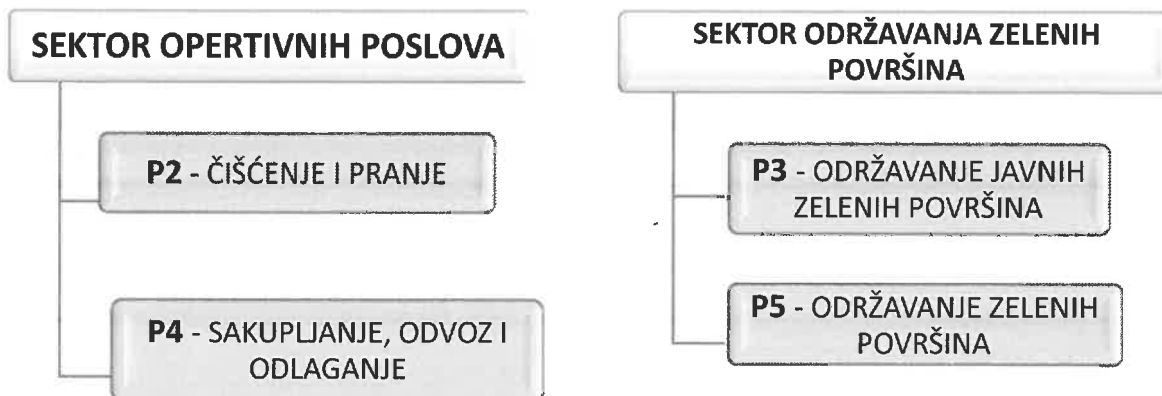 SEKTOR OPERTIVNIH POSLOVA
P2 - ČIŠĆENJE I PRANJE
P4 - SAKUPLJANJE, ODVOZ I
ODLAGANJE
SEKTOR ODRŽAVANJA ZELENIH
POVRŠINA
P3 - ODRŽAVANJE JAVNIH
ZELENIH POVRŠINA
P5 - ODRŽAVANJE ZELENIH
POVRŠINA